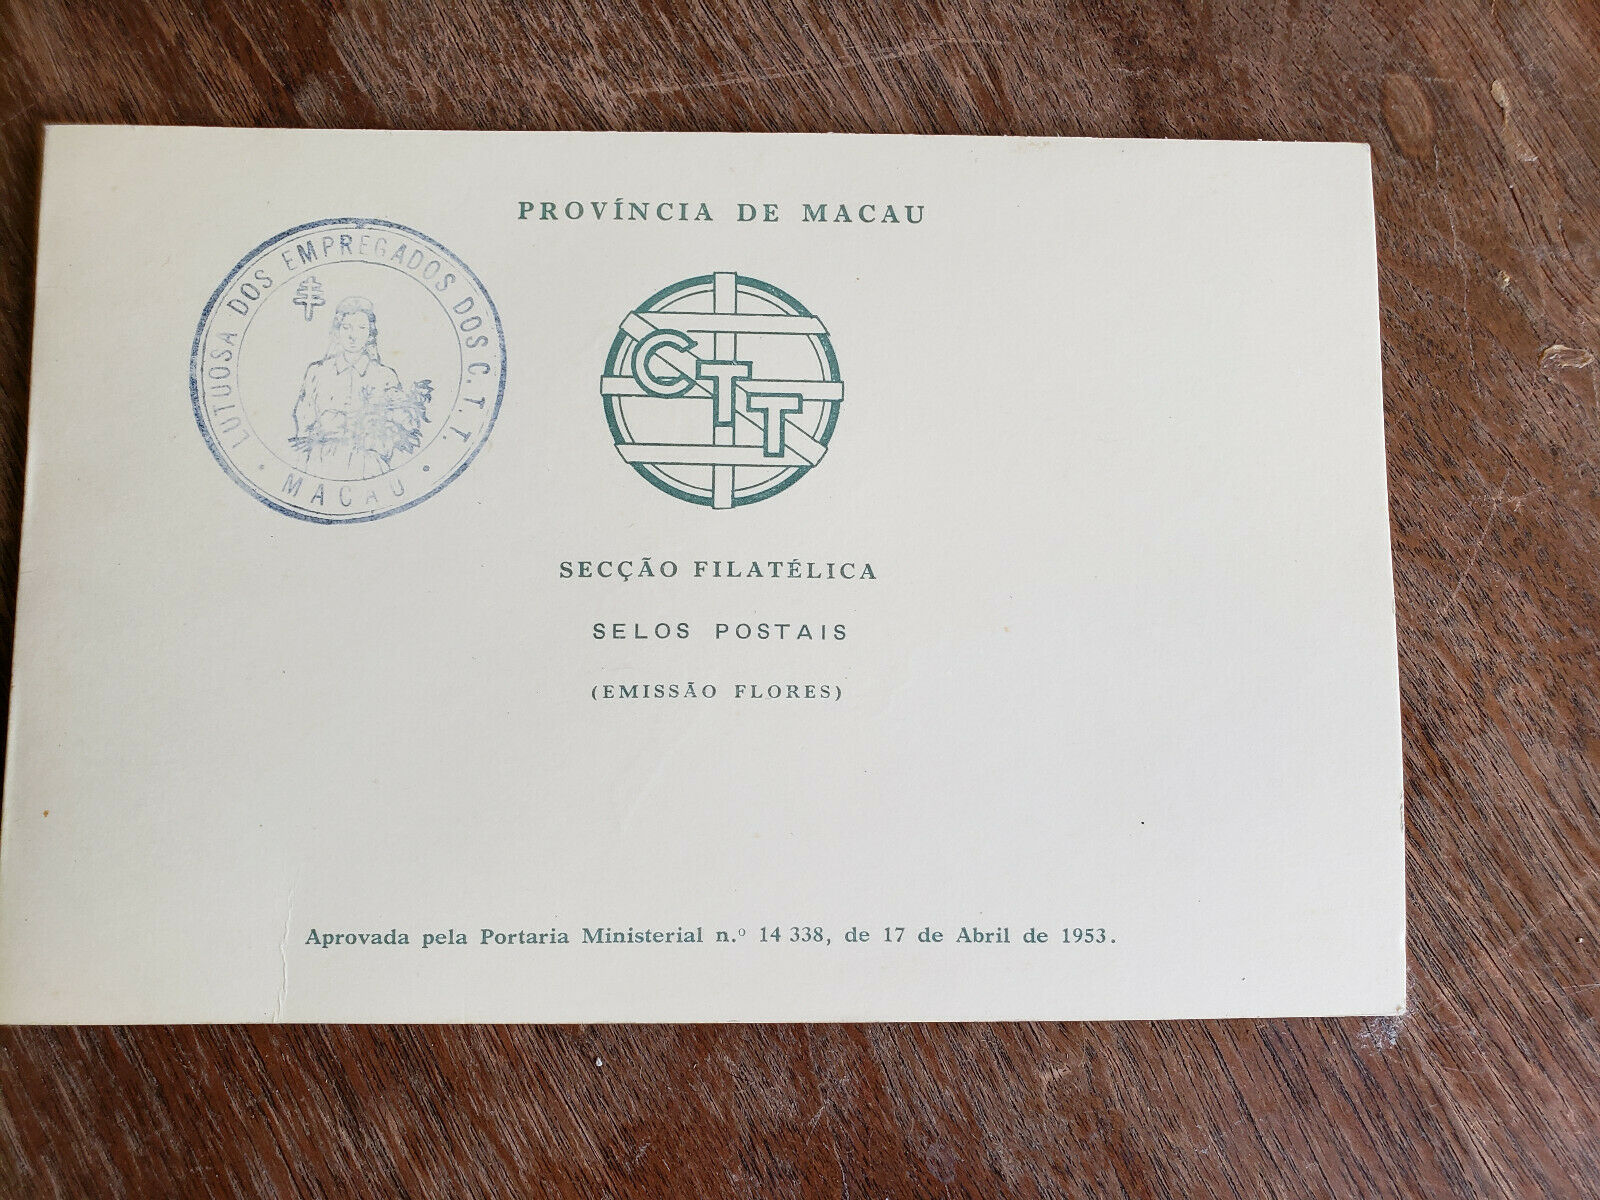 PROVÍNCIA DE MACAU
LUTUOSA DOS EMPREGADOS DOS C.T.T.
• MACAU •
CTT
SECÇÃO FILATÉLICA
SELOS POSTAIS
(EMISSÃO FLORES)
Aprovada pela Portaria Ministerial n.º 14 338, de 17 de Abril de 1953.